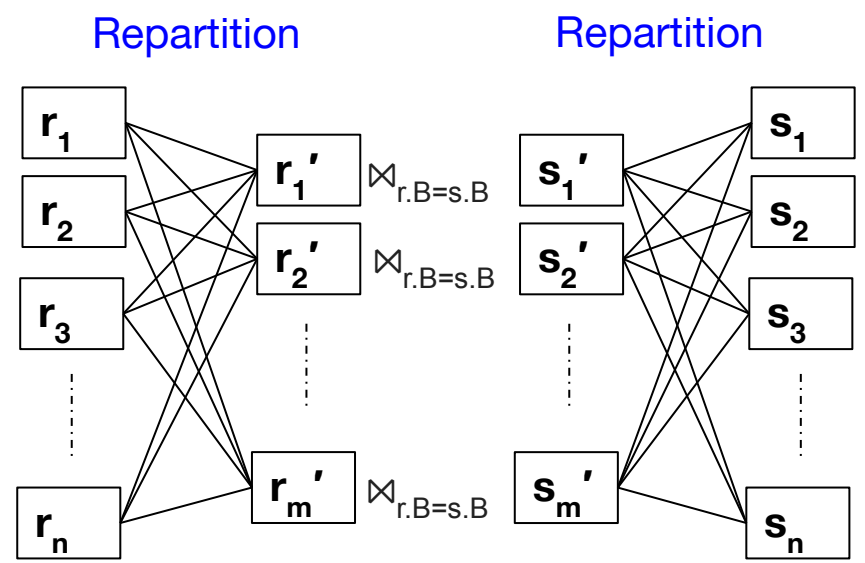 Repartition Repartition
r₁ s₁
r₁′ ⋈r.B=s.B s₁′
r₂ s₂
r₂′ ⋈r.B=s.B s₂′
r₃ s₃
rₘ′ ⋈r.B=s.B sₘ′
rₙ sₙ